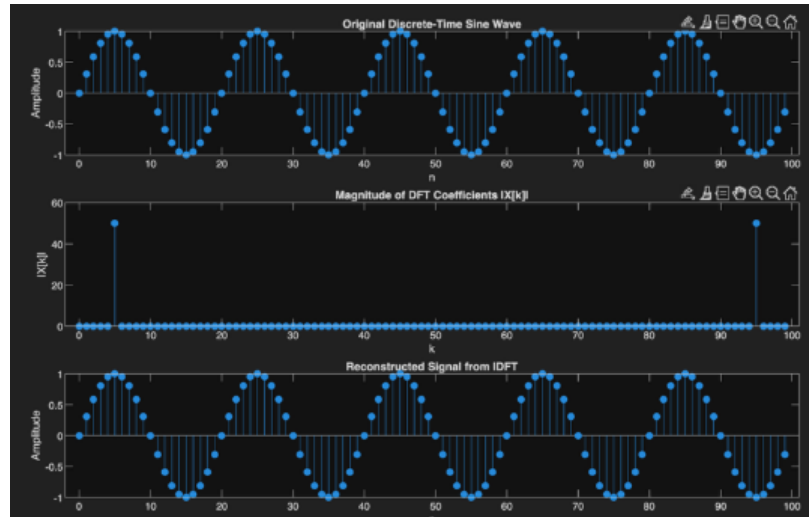 Original Discrete-Time Sine Wave
1
0.5
0
-0.5
-1
Amplitude
0 10 20 30 40 50 60 70 80 90 100
n
Magnitude of DFT Coefficients |X[k]|
60
40
20
0
|X[k]|
0 10 20 30 40 50 60 70 80 90 100
k
Reconstructed Signal from IDFT
1
0.5
0
-0.5
-1
Amplitude
0 10 20 30 40 50 60 70 80 90 100